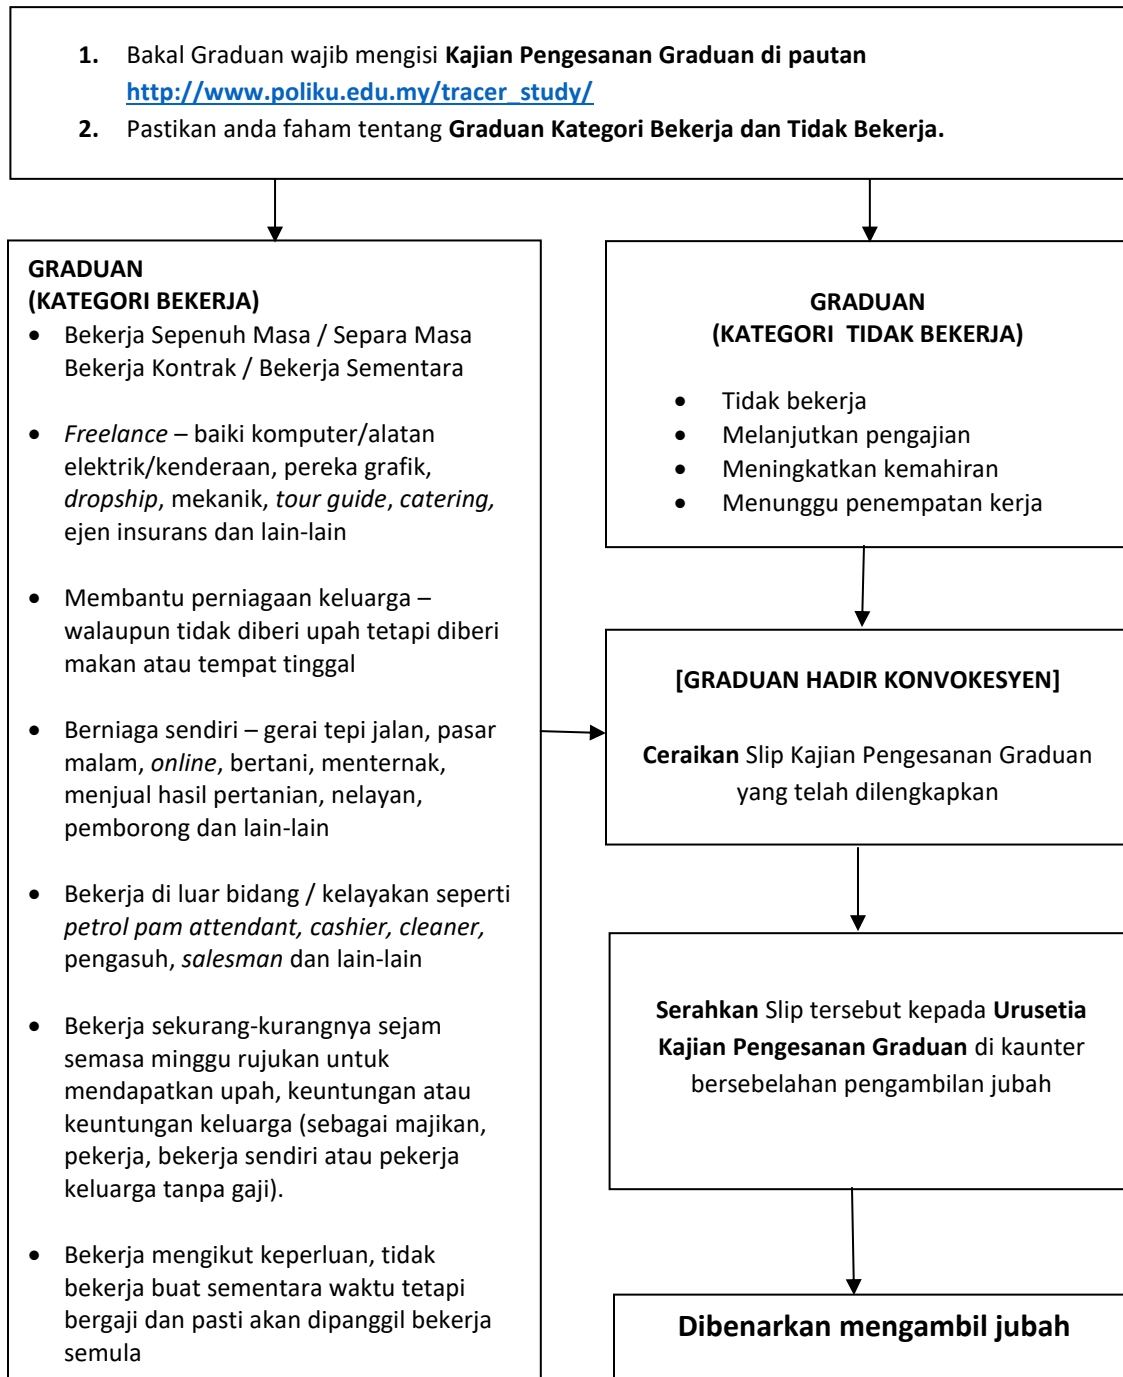 1. Bakal Graduan wajib mengisi Kajian Pengesanan Graduan di pautan
http://www.poliku.edu.my/tracer_study/
2. Pastikan anda faham tentang Graduan Kategori Bekerja dan Tidak Bekerja.
GRADUAN
(KATEGORI BEKERJA)
• Bekerja Sepenuh Masa / Separa Masa
Bekerja Kontrak / Bekerja Sementara
• Freelance – baiki komputer/alatan
elektrik/kenderaan, pereka grafik,
dropship, mekanik, tour guide, catering,
ejen insurans dan lain-lain
• Membantu perniagaan keluarga –
walaupun tidak diberi upah tetapi diberi
makan atau tempat tinggal
• Berniaga sendiri – gerai tepi jalan, pasar
malam, online, bertani, menternak,
menjual hasil pertanian, nelayan,
pemborong dan lain-lain
• Bekerja di luar bidang / kelayakan seperti
petrol pam attendant, cashier, cleaner,
pengasuh, salesman dan lain-lain
• Bekerja sekurang-kurangnya sejam
semasa minggu rujukan untuk
mendapatkan upah, keuntungan atau
keuntungan keluarga (sebagai majikan,
pekerja, bekerja sendiri atau pekerja
keluarga tanpa gaji).
• Bekerja mengikut keperluan, tidak
bekerja buat sementara waktu tetapi
bergaji dan pasti akan dipanggil bekerja
semula
GRADUAN
(KATEGORI TIDAK BEKERJA)
• Tidak bekerja
• Melanjutkan pengajian
• Meningkatkan kemahiran
• Menunggu penempatan kerja
[GRADUAN HADIR KONVOKESYEN]
Ceraikan Slip Kajian Pengesanan Graduan
yang telah dilengkapkan
Serahkan Slip tersebut kepada Urusetia
Kajian Pengesanan Graduan di kaunter
bersebelahan pengambilan jubah
Dibenarkan mengambil jubah